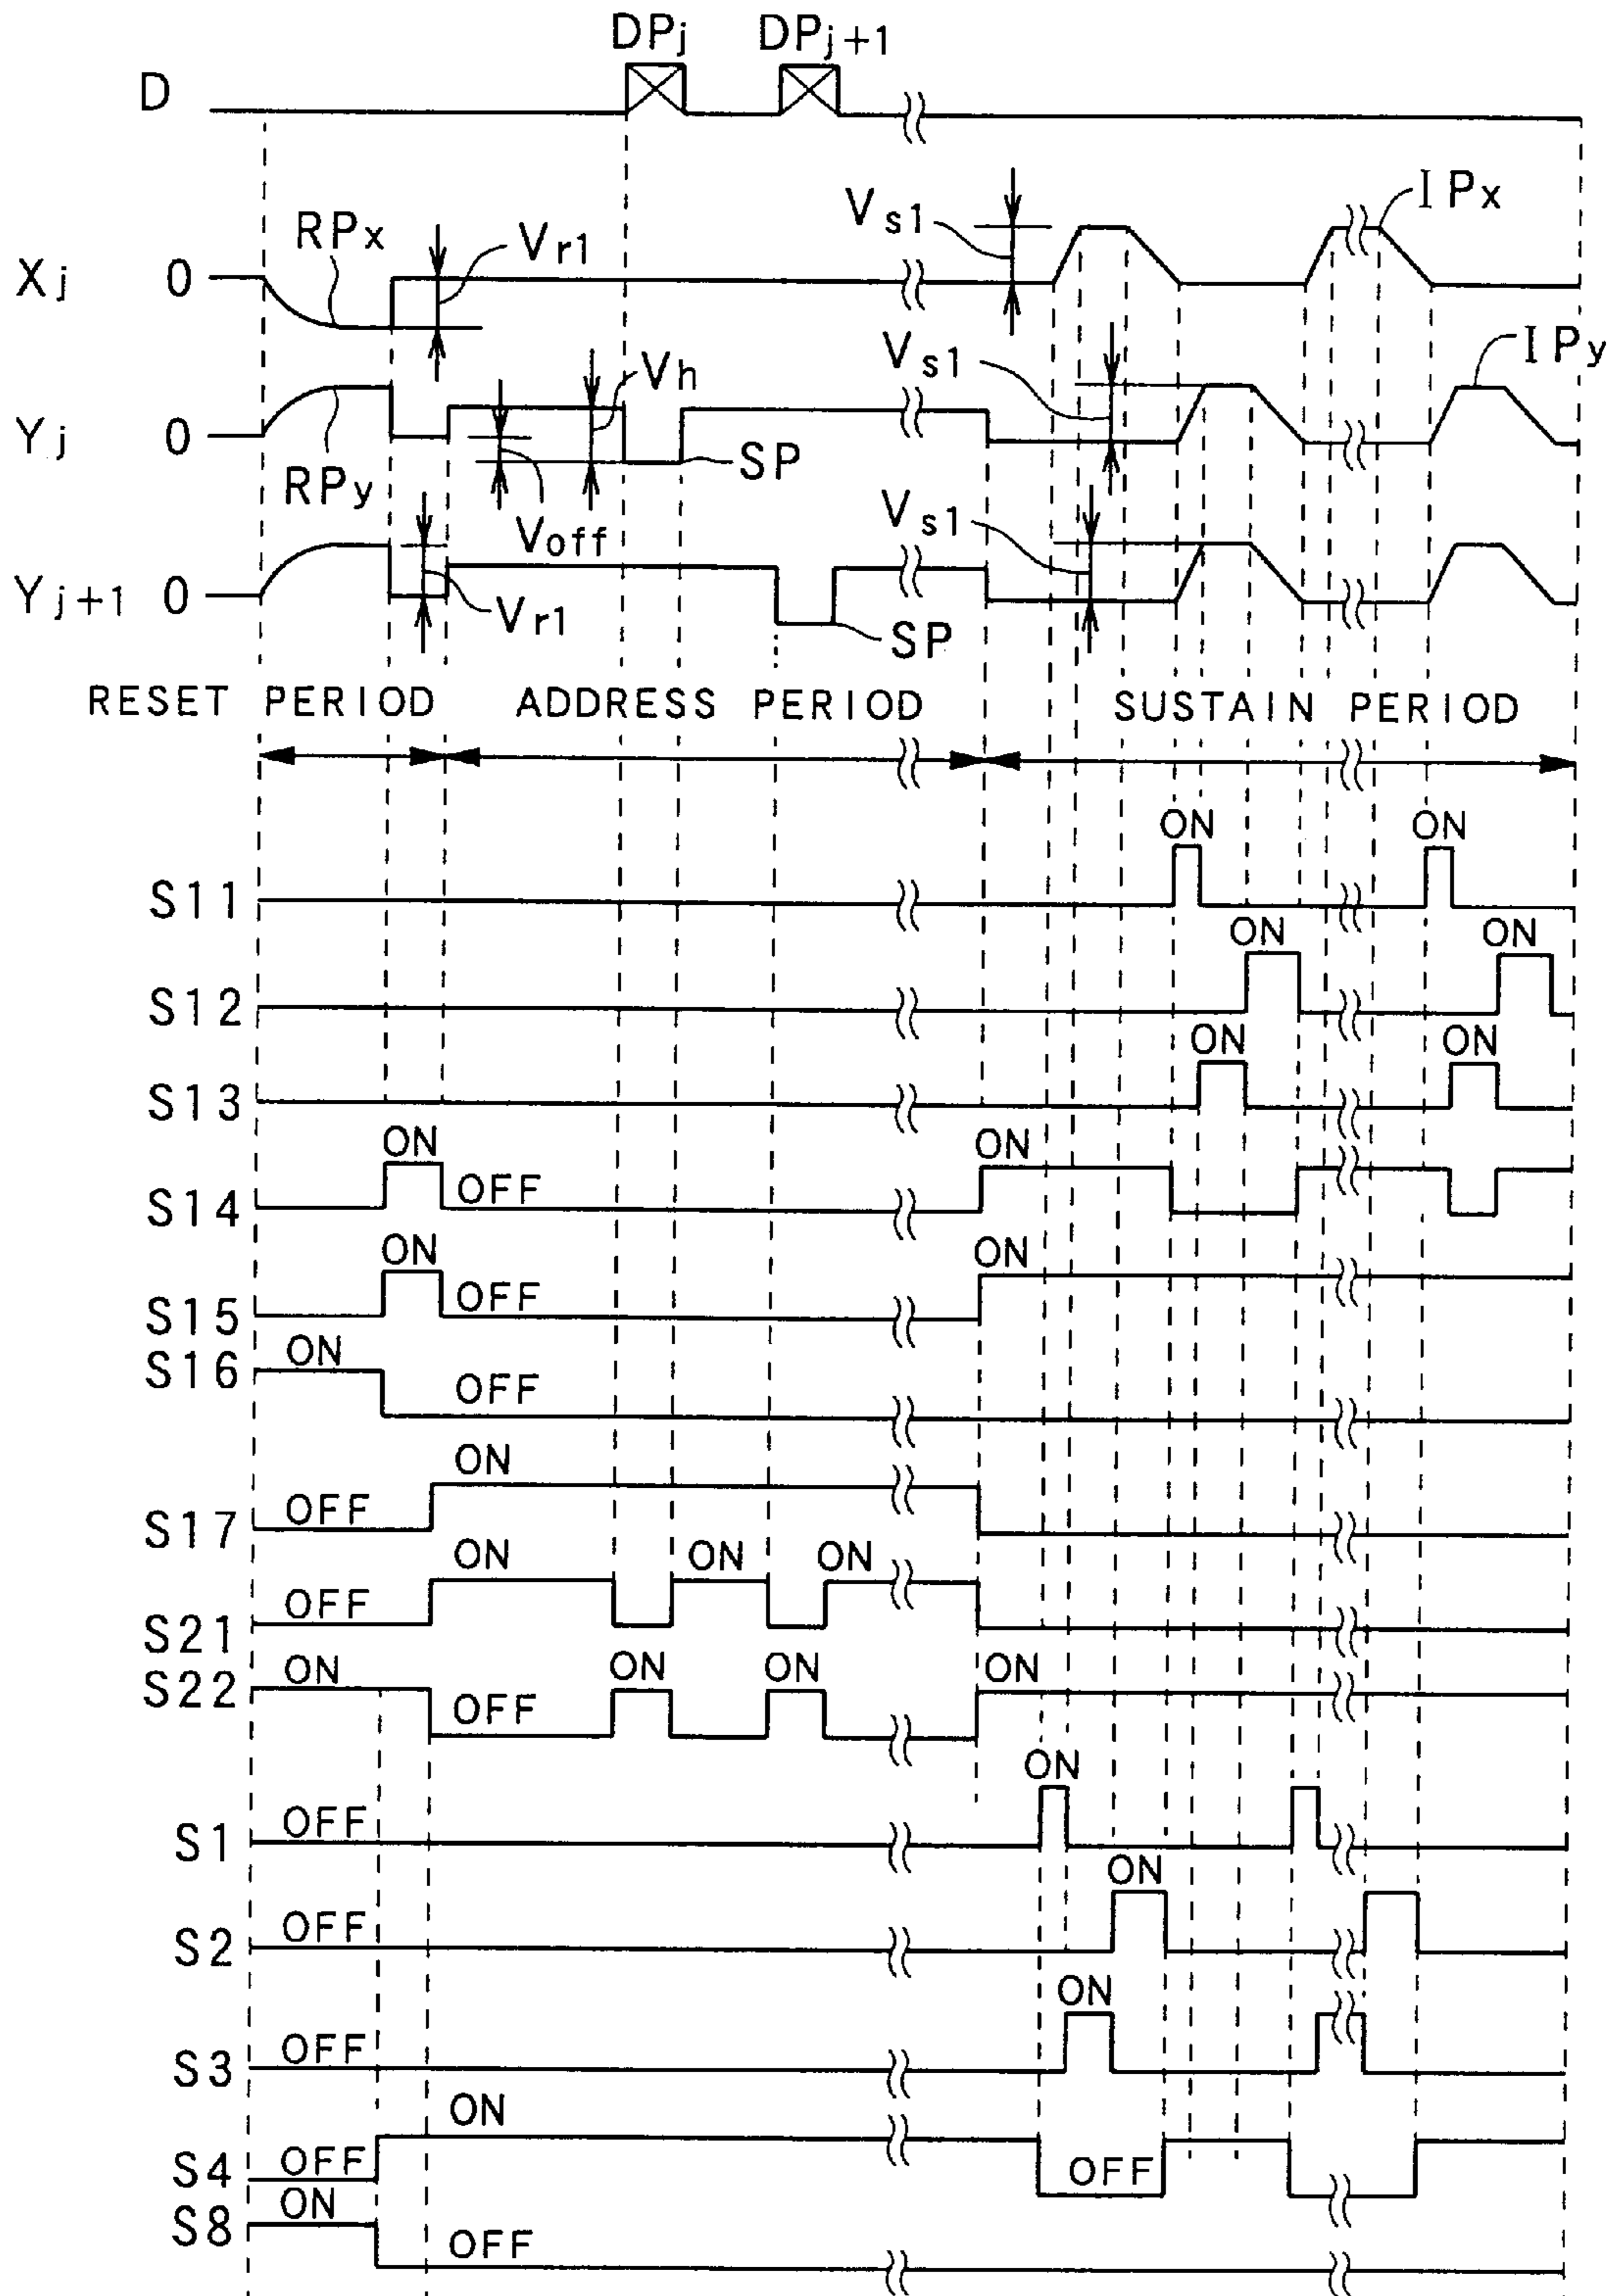 DPj DPj+1
D
Vs1 IPx
RPx Vr1
Xj 0
Vs1 IPy
Vh
Yj 0
SP
RPy
Vs1
Voff
Yj+1 0 Vr1
SP
RESET PERIOD ADDRESS PERIOD SUSTAIN PERIOD
ON ON
S11
ON ON
S12
ON ON
S13
ON ON
S14 OFF
ON ON
S15 OFF
ON
S16 OFF
ON
S17 OFF
ON ON ON
S21 OFF
ON ON ON ON
S22 OFF
ON
S1 OFF
ON
S2 OFF
ON
S3 OFF
ON
S4 OFF OFF
ON
S8 OFF